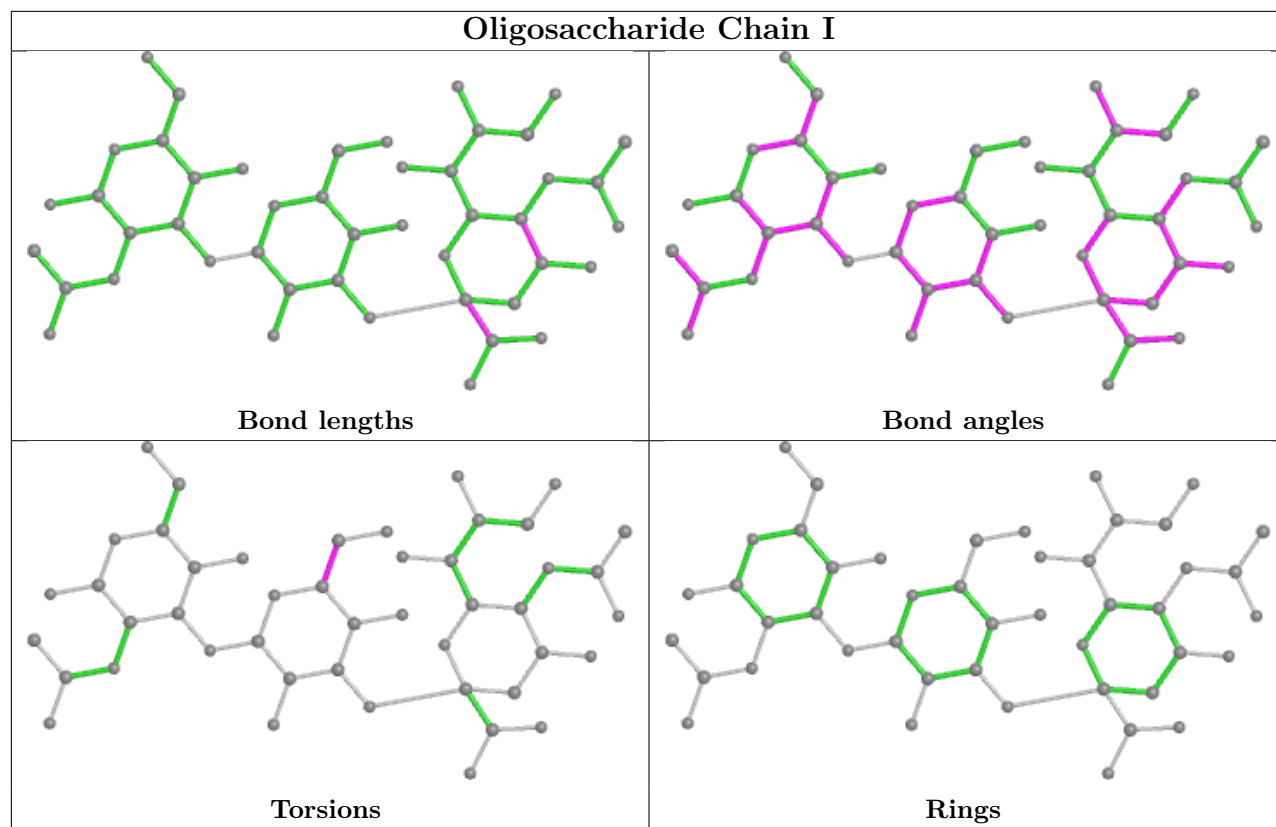 Oligosaccharide Chain I
Bond lengths
Bond angles
Torsions
Rings